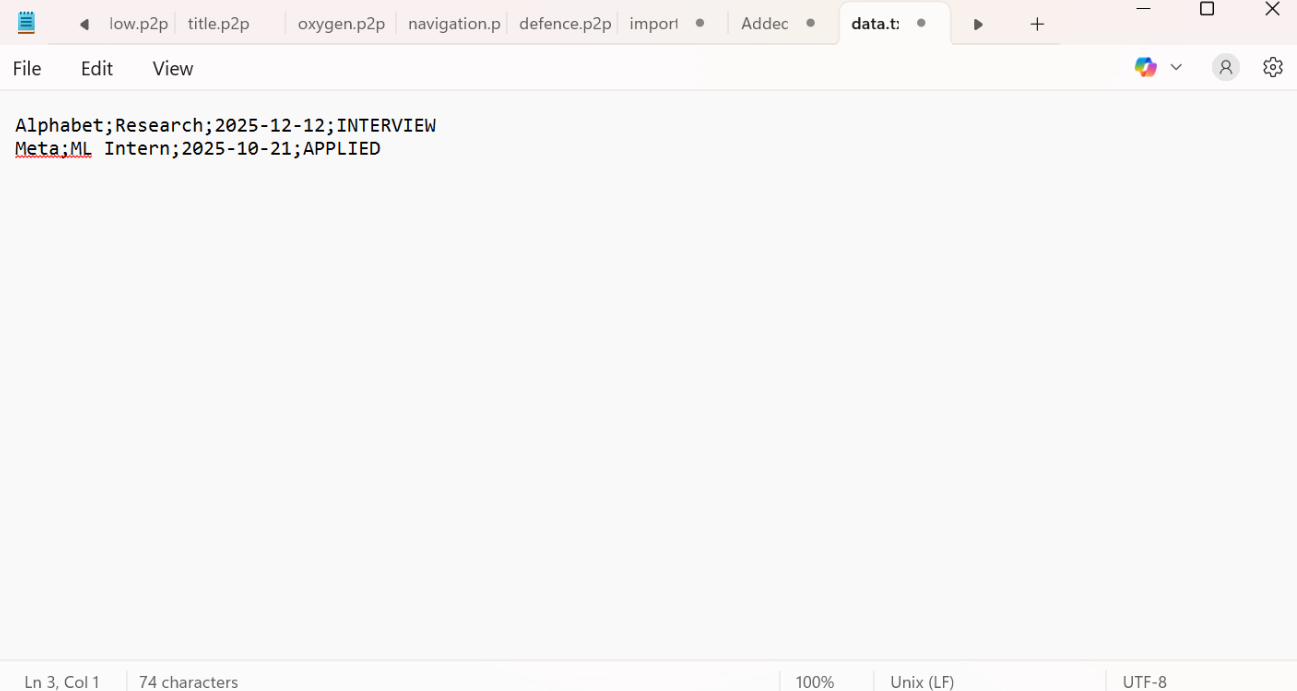 low.p2p title.p2p oxygen.p2p navigation.p defence.p2p import Addec data.t
File Edit View
Alphabet;Research;2025-12-12;INTERVIEW
Meta;ML Intern;2025-10-21;APPLIED
Ln 3, Col 1 74 characters 100% Unix (LF) UTF-8